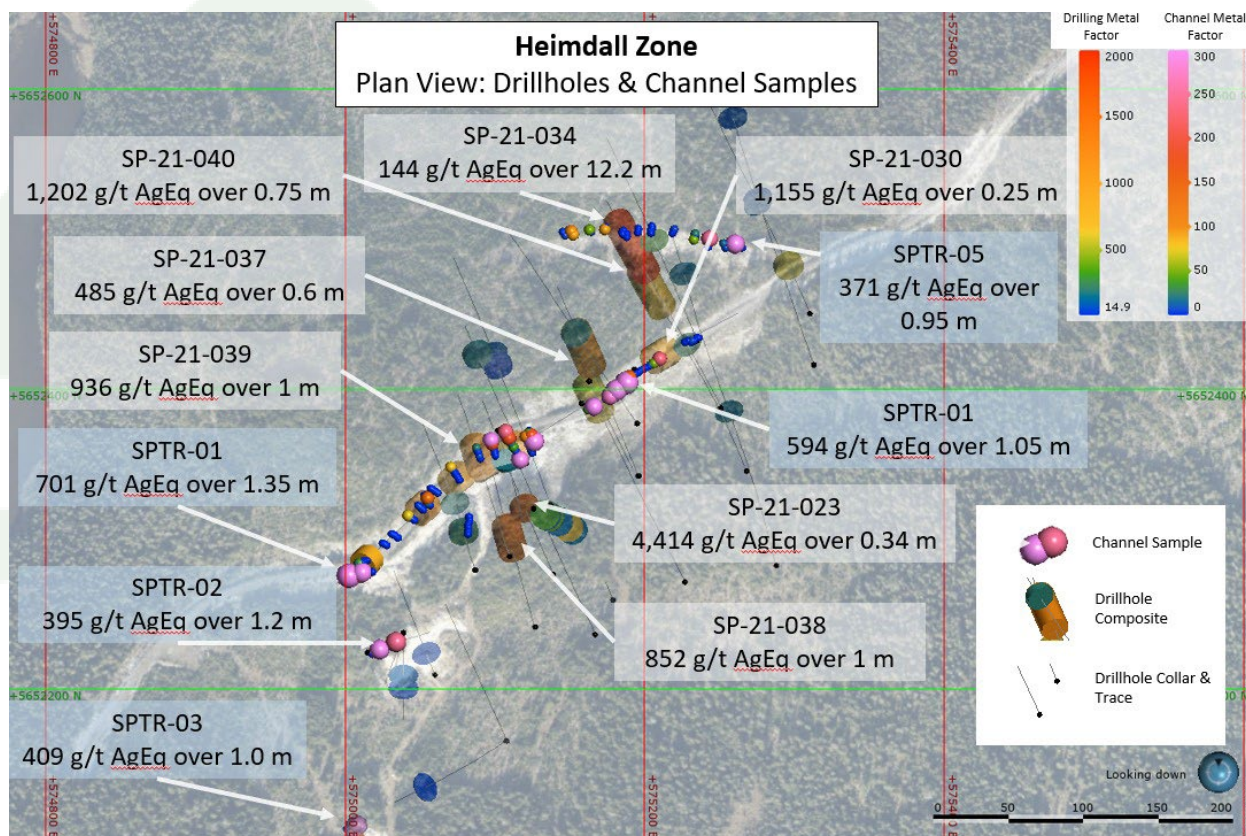 Heimdall Zone
Plan View: Drillholes & Channel Samples
Drilling Metal
Factor
2000
1000
500
14.9
Channel Metal
Factor
300
250
200
150
100
50
0
+574800 E
+575400 E
+5652600 N
SP-21-040
1,202 g/t AgEq over 0.75 m
SP-21-034
144 g/t AgEq over 12.2 m
SP-21-030
1,155 g/t AgEq over 0.25 m
SP-21-037
485 g/t AgEq over 0.6 m
SPTR-05
371 g/t AgEq over
0.95 m
SP-21-039
936 g/t AgEq over 1 m
+5652400 N
+5652400 N
SPTR-01
594 g/t AgEq over 1.05 m
SPTR-01
701 g/t AgEq over 1.35 m
SP-21-023
4,414 g/t AgEq over 0.34 m
SPTR-02
395 g/t AgEq over 1.2 m
SP-21-038
852 g/t AgEq over 1 m
Channel Sample
Drillhole
Composite
Drillhole Collar &
Trace
+5652200 N
SPTR-03
409 g/t AgEq over 1.0 m
+574800 E
+575000 E
+575200 E
+575400 E
Looking down
0
50
100
150
200